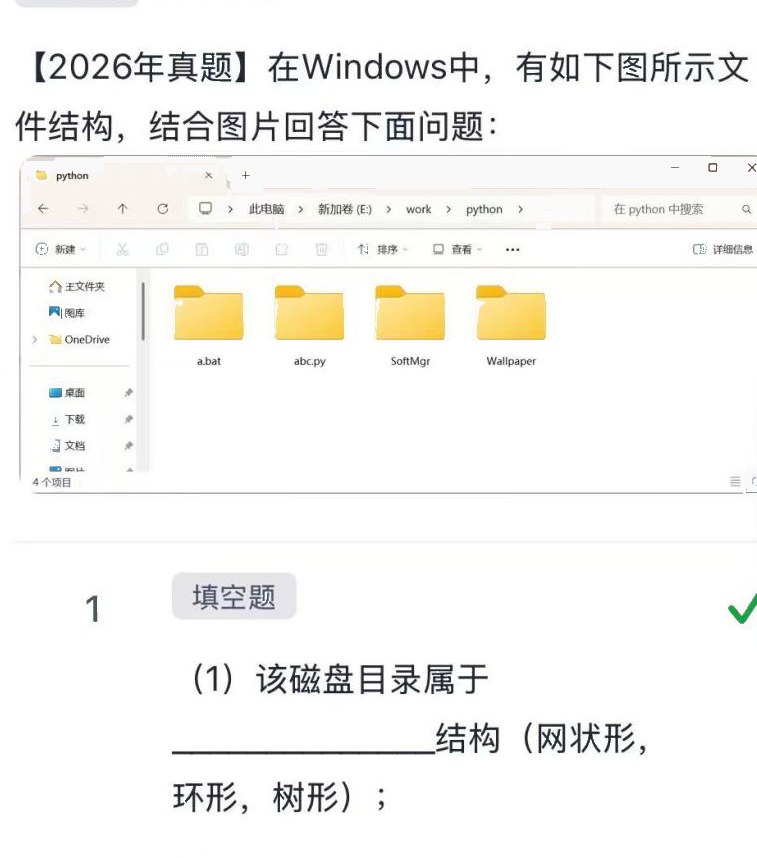 【2026年真题】在Windows中，有如下图所示文
件结构，结合图片回答下面问题：
python
此电脑 > 新加卷 (E:) > work > python >
在 python 中搜索
新建
排序
查看
详细信息
主文件夹
图库
OneDrive
桌面
下载
文档
a.bat
abc.py
SoftMgr
Wallpaper
4 个项目
1
填空题
（1）该磁盘目录属于
________________结构（网状形，
环形，树形）；